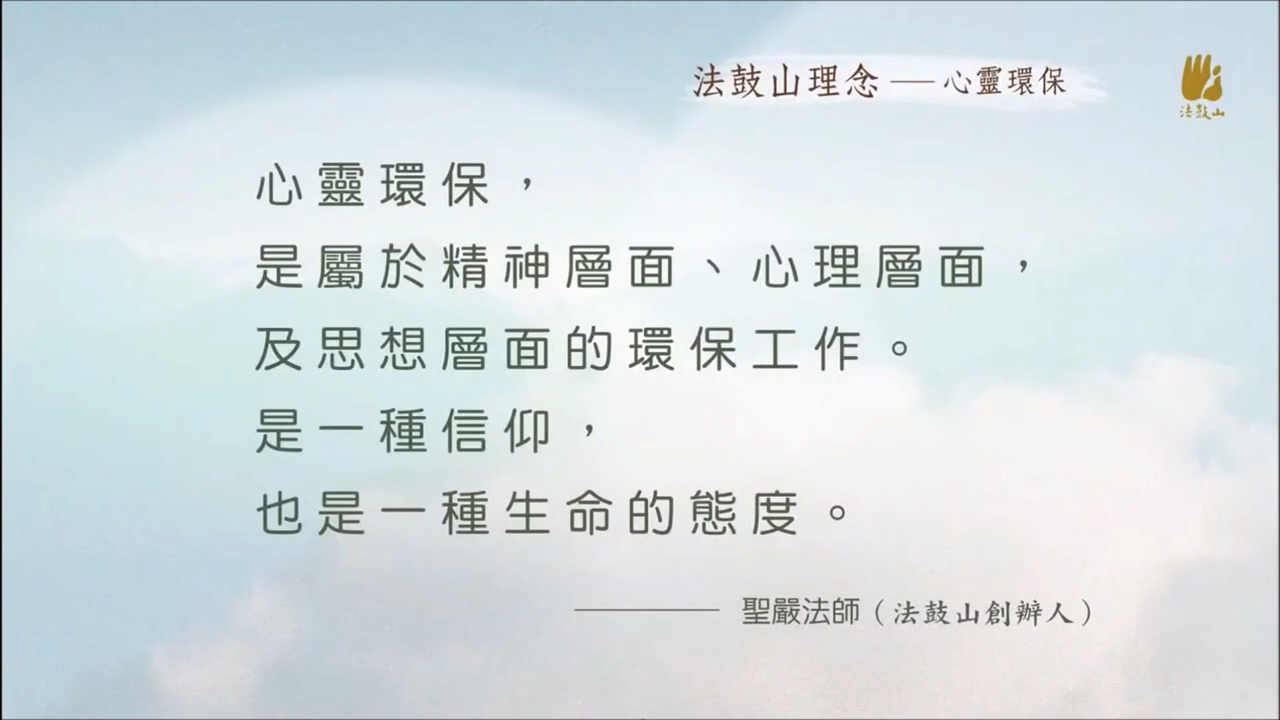 法鼓山理念——心靈環保
法鼓山
心靈環保，
是屬於精神層面、心理層面，
及思想層面的環保工作。
是一種信仰，
也是一種生命的態度。
——聖嚴法師（法鼓山創辦人）